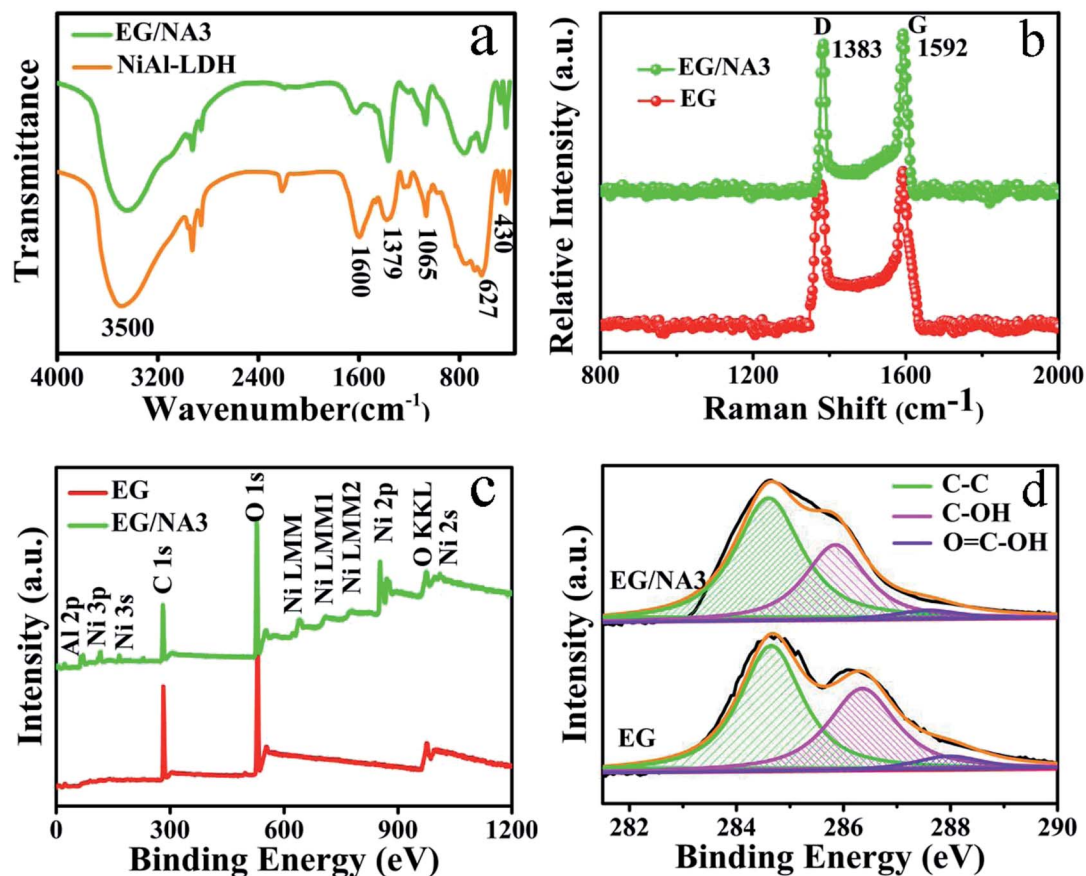 a
EG/NA3
NiAl-LDH
Transmittance
3500
1600
1379
1065
627
430
4000 3200 2400 1600 800
Wavenumber(cm-1)
b
D G
1383 1592
EG/NA3
EG
Relative Intensity (a.u.)
800 1200 1600 2000
Raman Shift (cm-1)
c
EG
EG/NA3
Intensity (a.u.)
Al 2p
Ni 3p
Ni 3s
C 1s
O 1s
Ni LMM
Ni LMM1
Ni LMM2
Ni 2p
O KKL
Ni 2s
0 300 600 900 1200
Binding Energy (eV)
d
C-C
C-OH
O=C-OH
EG/NA3
EG
Intensity (a.u.)
282 284 286 288 290
Binding Energy (eV)